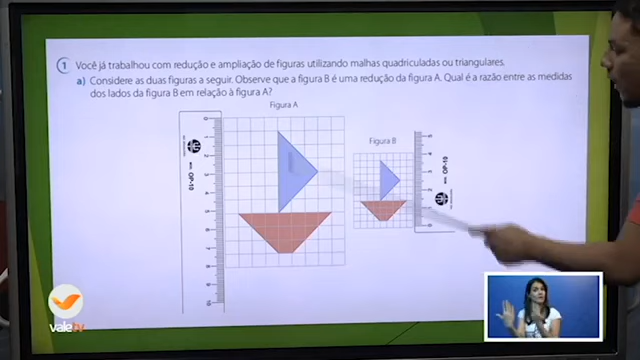 1 Você já trabalhou com redução e ampliação de figuras utilizando malhas quadriculadas ou triangulares.
a) Considere as duas figuras a seguir. Observe que a figura B é uma redução da figura A. Qual é a razão entre as medidas
dos lados da figura B em relação à figura A?
Figura A
Figura B
OP-10
OP-10
vale tv